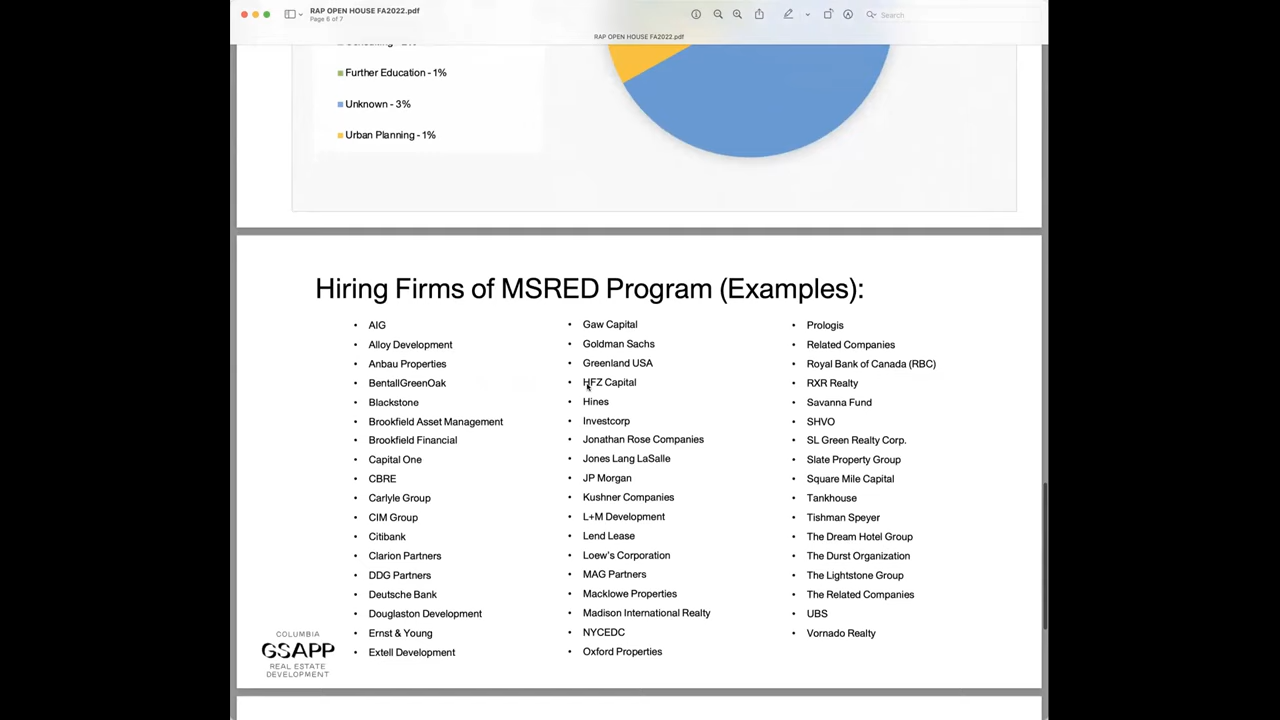 RAP OPEN HOUSE FA2022.pdf
Page 6 of 7
Search
RAP OPEN HOUSE FA2022.pdf
Further Education - 1%
Unknown - 3%
Urban Planning - 1%
Hiring Firms of MSRED Program (Examples):
• AIG
• Alloy Development
• Anbau Properties
• BentallGreenOak
• Blackstone
• Brookfield Asset Management
• Brookfield Financial
• Capital One
• CBRE
• Carlyle Group
• CIM Group
• Citibank
• Clarion Partners
• DDG Partners
• Deutsche Bank
• Douglaston Development
• Ernst & Young
• Extell Development
• Gaw Capital
• Goldman Sachs
• Greenland USA
• HFZ Capital
• Hines
• Investcorp
• Jonathan Rose Companies
• Jones Lang LaSalle
• JP Morgan
• Kushner Companies
• L+M Development
• Lend Lease
• Loew's Corporation
• MAG Partners
• Macklowe Properties
• Madison International Realty
• NYCEDC
• Oxford Properties
• Prologis
• Related Companies
• Royal Bank of Canada (RBC)
• RXR Realty
• Savanna Fund
• SHVO
• SL Green Realty Corp.
• Slate Property Group
• Square Mile Capital
• Tankhouse
• Tishman Speyer
• The Dream Hotel Group
• The Durst Organization
• The Lightstone Group
• The Related Companies
• UBS
• Vornado Realty
COLUMBIA
GSAPP
REAL ESTATE
DEVELOPMENT